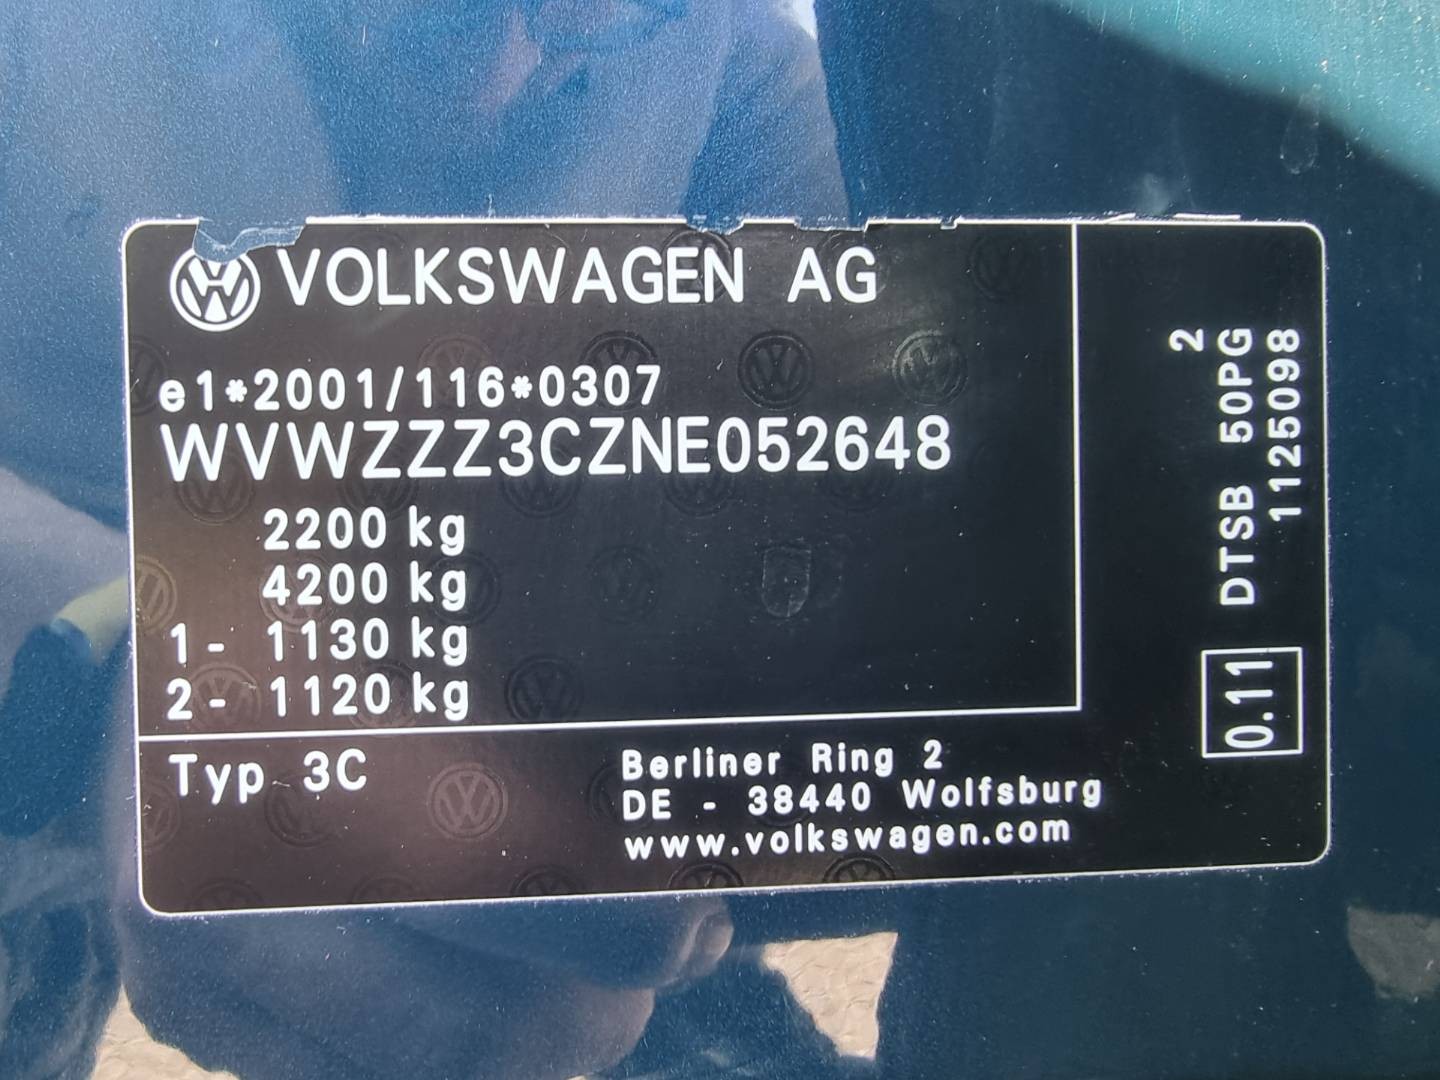 VOLKSWAGEN AG
e1*2001/116*0307
WVWZZZ3CZNE052648
2200 kg
4200 kg
1- 1130 kg
2- 1120 kg
Typ 3C
Berliner Ring 2
DE - 38440 Wolfsburg
www.volkswagen.com
2
DTSB 50PG
1125098
0.11